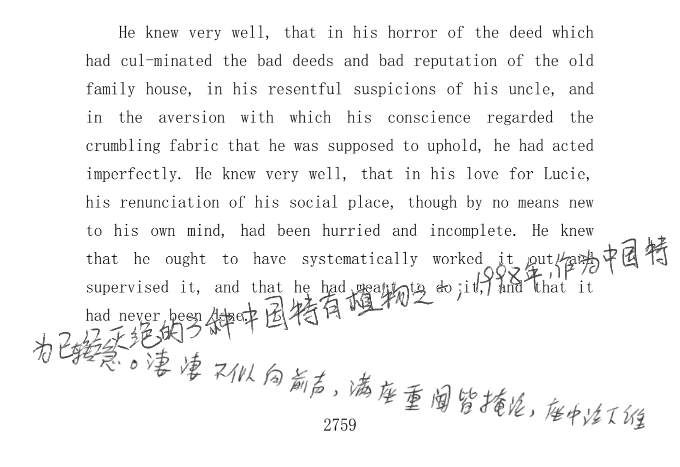 He knew very well, that in his horror of the deed which
had cul-minated the bad deeds and bad reputation of the old
family house, in his resentful suspicions of his uncle, and
in the aversion with which his conscience regarded the
crumbling fabric that he was supposed to uphold, he had acted
imperfectly. He knew very well, that in his love for Lucie,
his renunciation of his social place, though by no means new
to his own mind, had been hurried and incomplete. He knew
that he ought to have systematically worked it out and
supervised it, and that he had meant to do it, and that it
had never been done.
为已经灭绝的3种中国特有植物之一；1998年，作为中国特
轻怠。凄凄不似向前声，满座重闻皆掩泣，座中泣下谁
2759